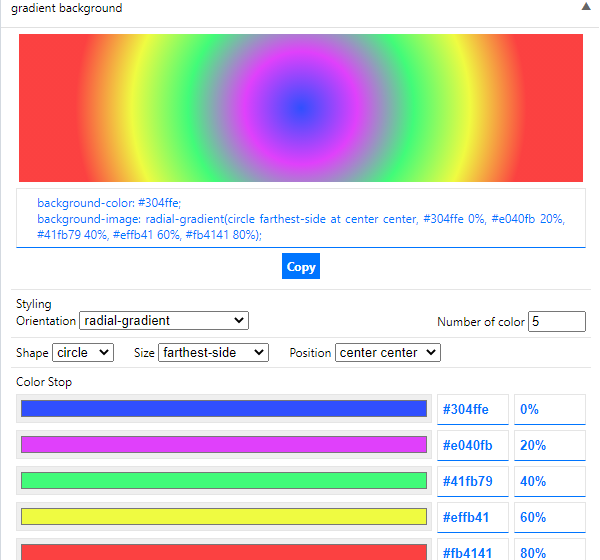 gradient background
background-color: #304ffe;
background-image: radial-gradient(circle farthest-side at center center, #304ffe 0%, #e040fb 20%,
#41fb79 40%, #effb41 60%, #fb4141 80%);
Copy
Styling
Orientation radial-gradient Number of color 5
Shape circle Size farthest-side Position center center
Color Stop
#304ffe 0%
#e040fb 20%
#41fb79 40%
#effb41 60%
#fb4141 80%